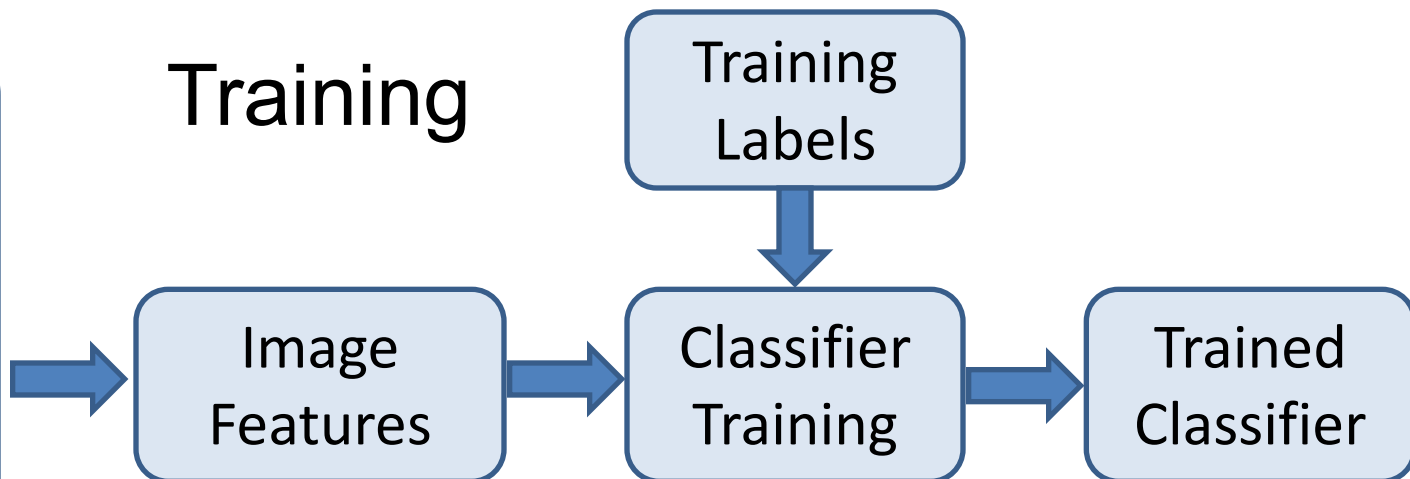 Training
Training
Labels
Image
Features
Classifier
Training
Trained
Classifier